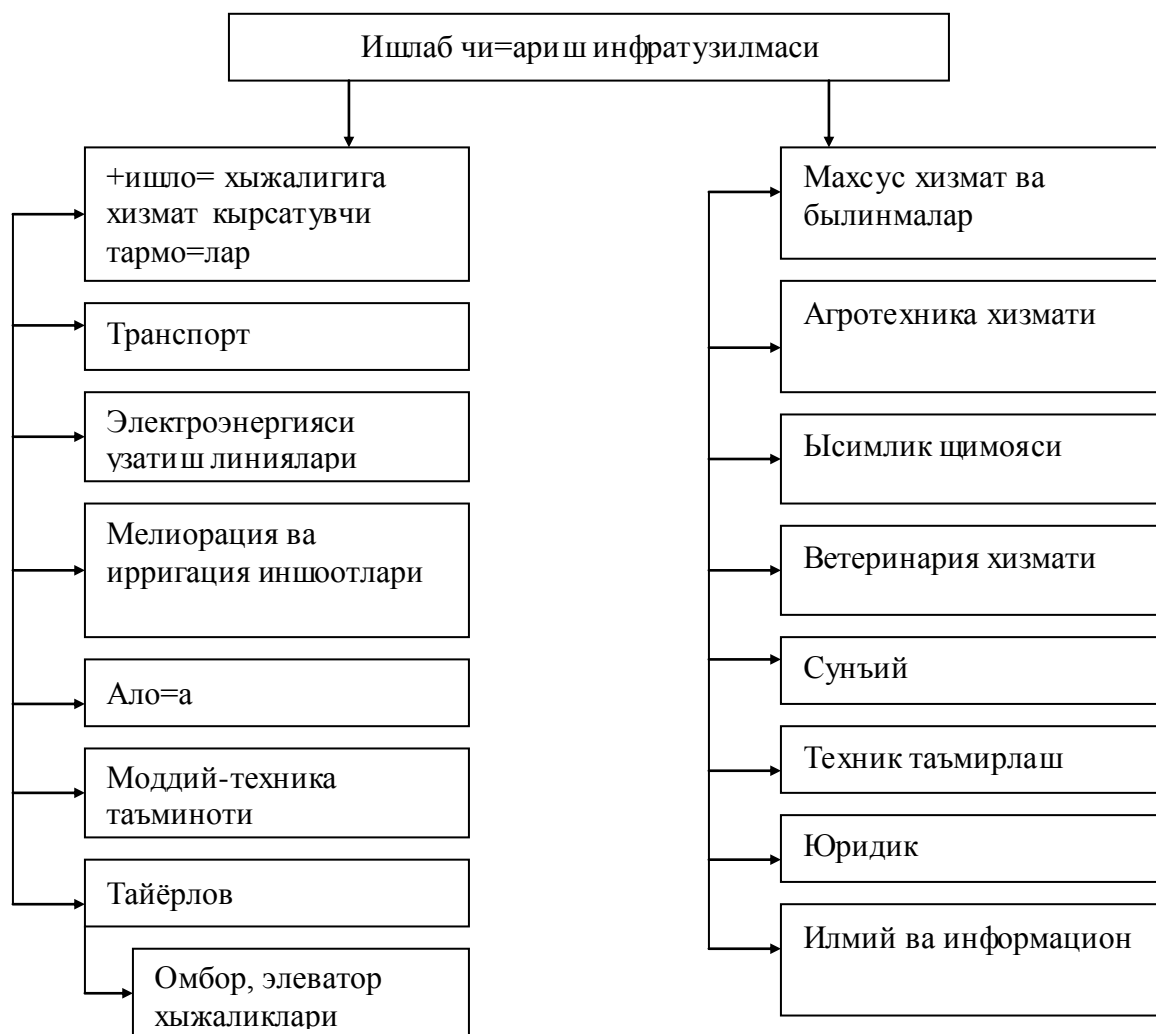 Ишлаб чи=ариш инфратузилмаси
+ишло= хыжалигига
хизмат кырсатувчи
тармо=лар
Транспорт
Электроэнергияси
узатиш линиялари
Мелиорация ва
ирригация иншоотлари
Ало=а
Моддий-техника
таъминоти
Тайёрлов
Омбор, элеватор
хыжаликлари
Махсус хизмат ва
былинмалар
Агротехника хизмати
Ысимлик щимояси
Ветеринария хизмати
Сунъий
Техник таъмирлаш
Юридик
Илмий ва информацион